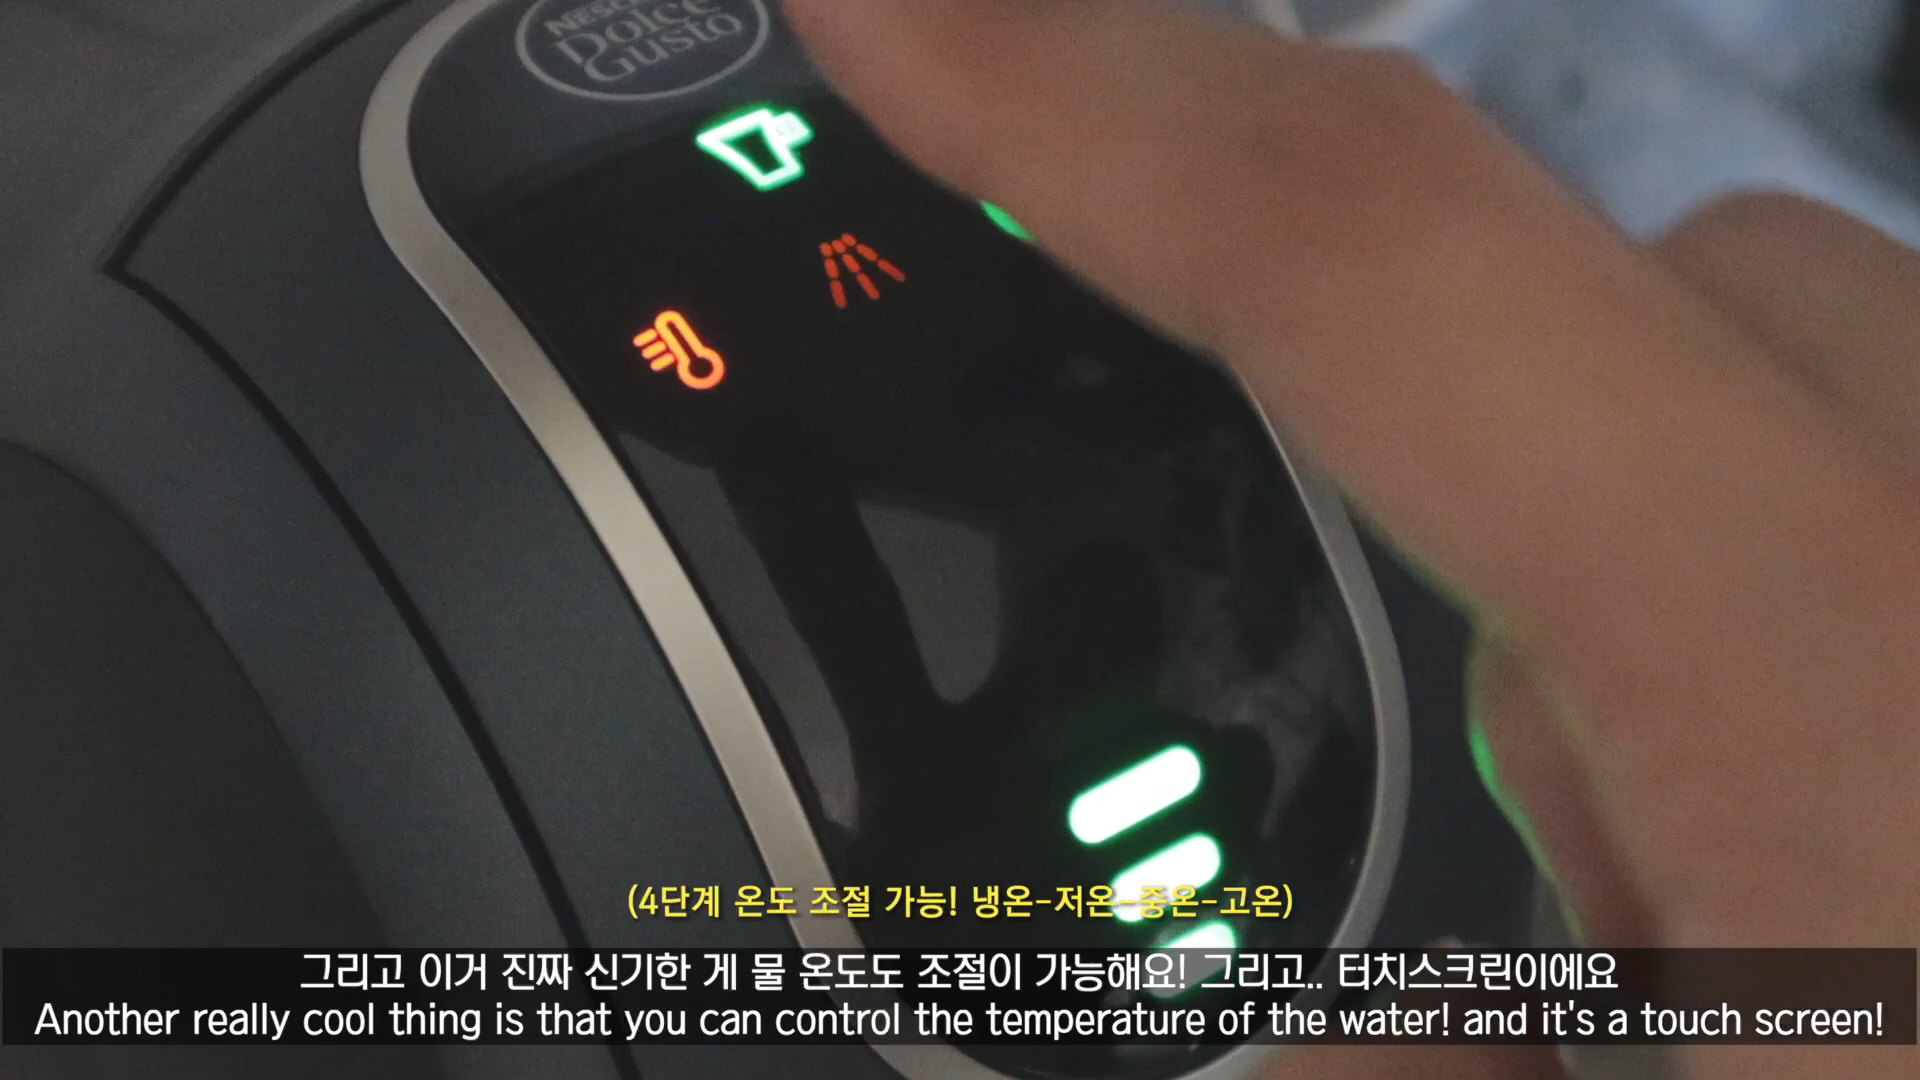 Dolce
Gusto
(4단계 온도 조절 가능! 냉온-저온-중온-고온)
그리고 이거 진짜 신기한 게 물 온도도 조절이 가능해요! 그리고.. 터치스크린이에요
Another really cool thing is that you can control the temperature of the water! and it's a touch screen!